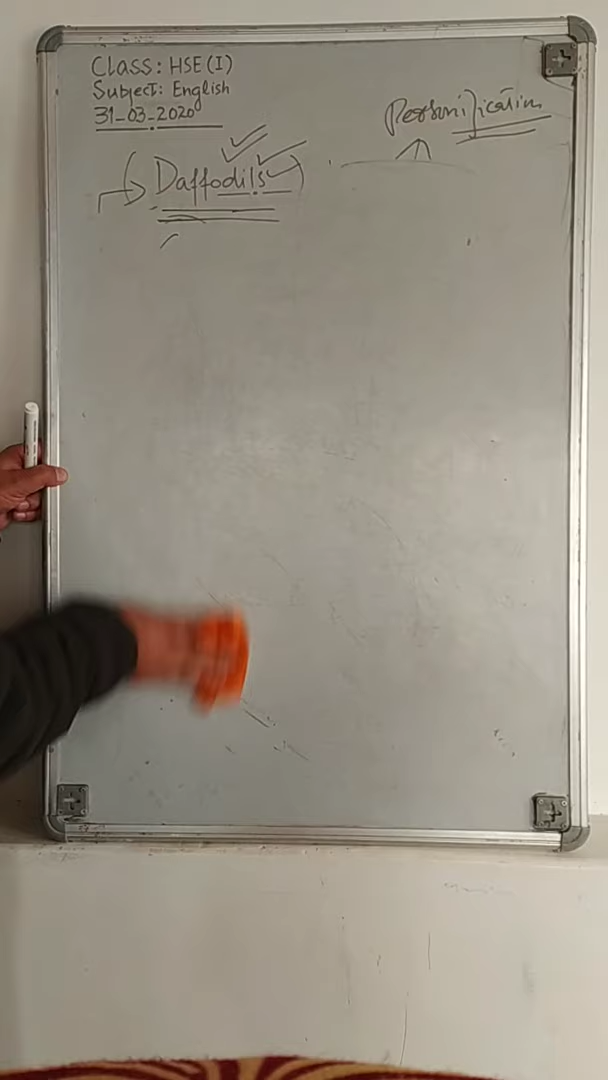 Class: HSE(I)
Subject: English
31-03-2020
Personification
Daffodils